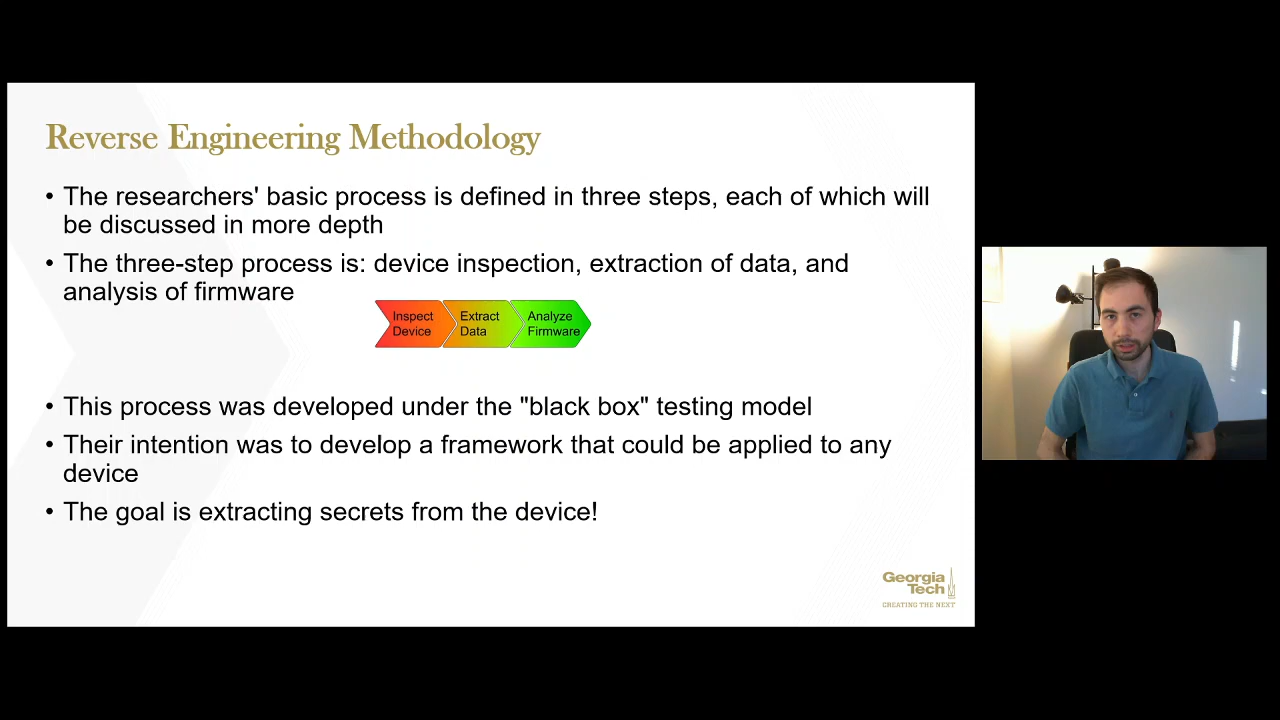 Reverse Engineering Methodology
• The researchers' basic process is defined in three steps, each of which will
be discussed in more depth
• The three-step process is: device inspection, extraction of data, and
analysis of firmware
Inspect
Device
Extract
Data
Analyze
Firmware
• This process was developed under the "black box" testing model
• Their intention was to develop a framework that could be applied to any
device
• The goal is extracting secrets from the device!
Georgia
Tech
CREATING THE NEXT